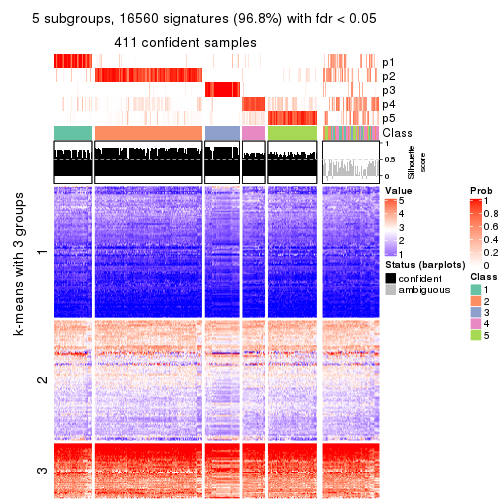 5 subgroups, 16560 signatures (96.8%) with fdr < 0.05
411 confident samples
p1
p2
p3
p4
p5
Class
1
0.5
0
Silhouette
score
k-means with 3 groups
1
2
3
Value
5
4
3
2
1
Status (barplots)
confident
ambiguous
Prob
1
0.8
0.6
0.4
0.2
0
Class
1
2
3
4
5